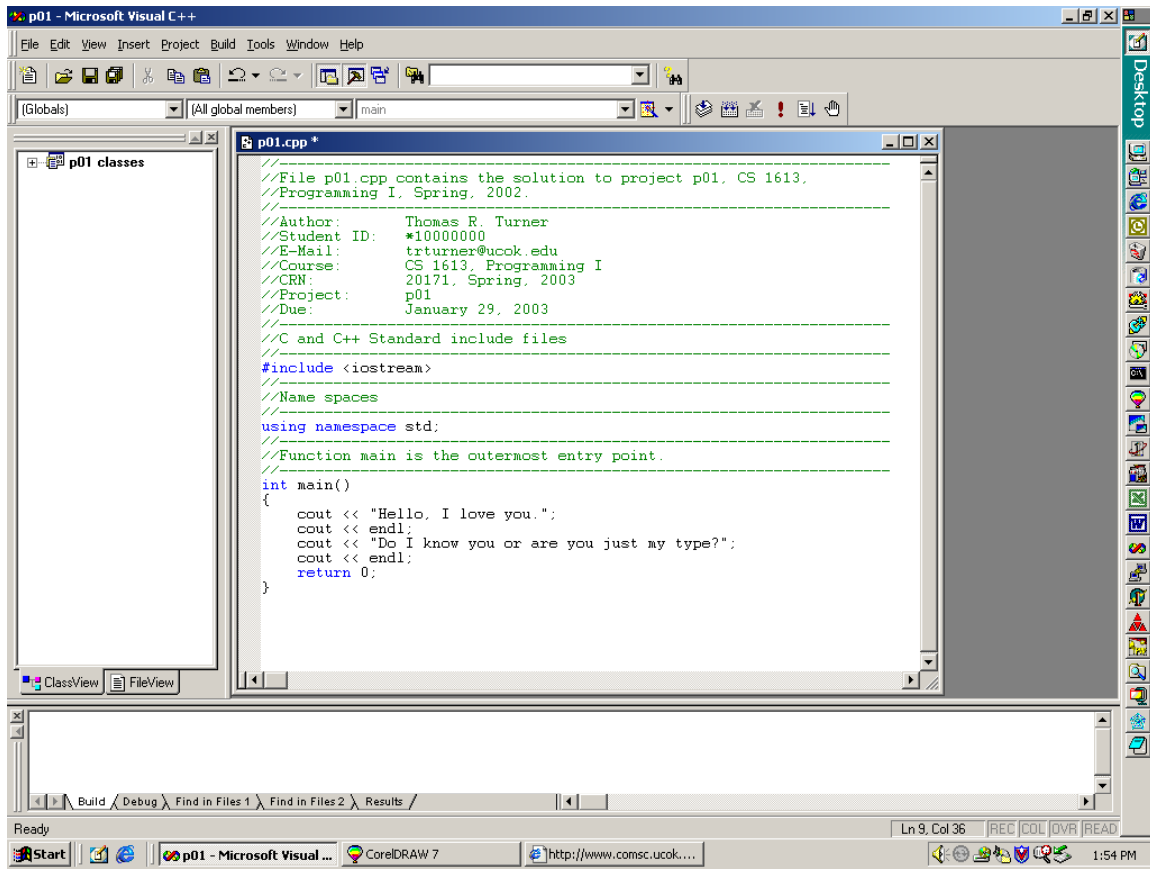 p01 - Microsoft Visual C++
File Edit View Insert Project Build Tools Window Help
(Globals) (All global members) main
Desktop
p01 classes
p01.cpp *
//----------------------------------------------------------------------
//File p01.cpp contains the solution to project p01, CS 1613,
//Programming I, Spring, 2002.
//----------------------------------------------------------------------
//Author: Thomas R. Turner
//Student ID: *10000000
//E-Mail: trturner@ucok.edu
//Course: CS 1613, Programming I
//CRN: 20171, Spring, 2003
//Project: p01
//Due: January 29, 2003
//----------------------------------------------------------------------
//C and C++ Standard include files
//----------------------------------------------------------------------
#include <iostream>
//----------------------------------------------------------------------
//Name spaces
//----------------------------------------------------------------------
using namespace std;
//----------------------------------------------------------------------
//Function main is the outermost entry point.
//----------------------------------------------------------------------
int main()
{
    cout << "Hello, I love you.";
    cout << endl;
    cout << "Do I know you or are you just my type?";
    cout << endl;
    return 0;
}
ClassView FileView
Build Debug Find in Files 1 Find in Files 2 Results
Ready Ln 9, Col 36 REC COL OVR READ
Start p01 - Microsoft Visual ... CorelDRAW 7 http://www.comsc.ucok.... 1:54 PM